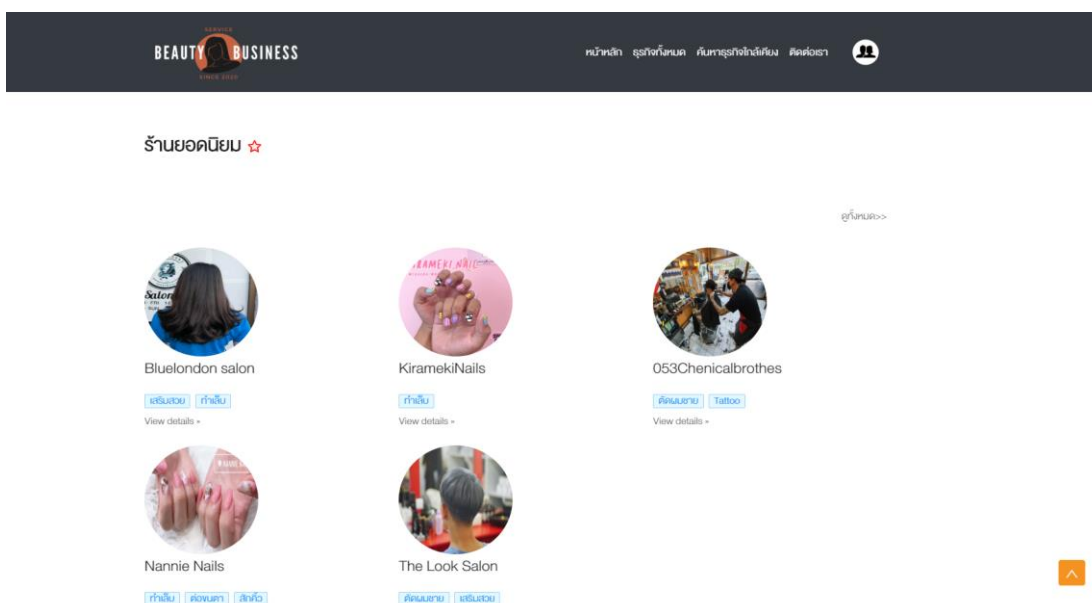 SERVICE
BEAUTY BUSINESS
SINCE 2020
หน้าหลัก ธุรกิจทั้งหมด ค้นหาธุรกิจใกล้เคียง ติดต่อเรา
ร้านยอดนิยม
ดูทั้งหมด>>
Salon
KIRAMEKI NAIL
Bluelondon salon
KiramekiNails
053Chenicalbrothes
เสริมสวย ทำเล็บ
ทำเล็บ
ตัดผมชาย Tattoo
View details »
View details »
View details »
Nannie Nails
The Look Salon
ทำเล็บ ต่อขนตา สักคิ้ว
ตัดผมชาย เสริมสวย